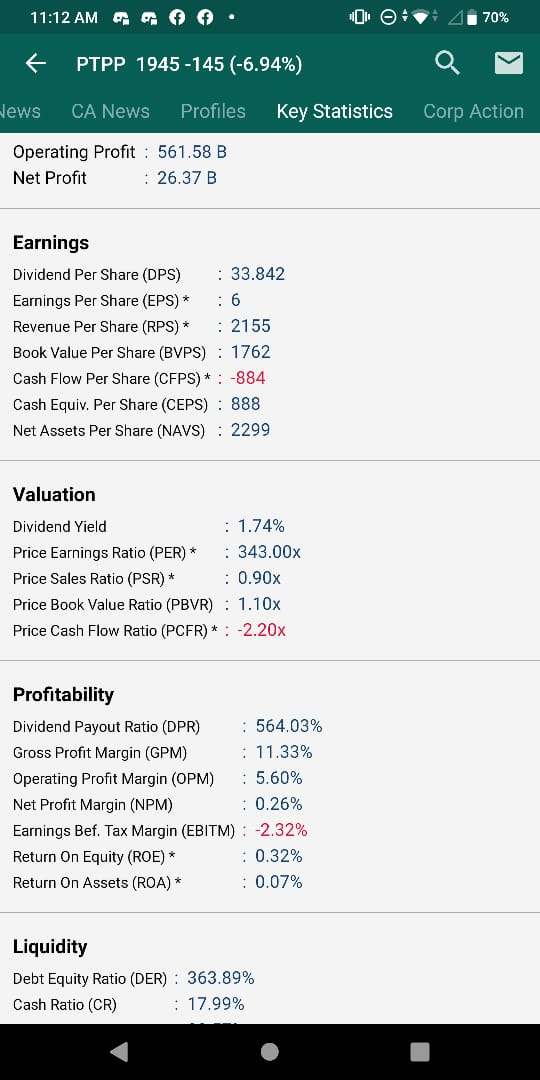 11:12 AM 70%
PTPP 1945 -145 (-6.94%)
News CA News Profiles Key Statistics Corp Action
Operating Profit : 561.58 B
Net Profit : 26.37 B
Earnings
Dividend Per Share (DPS) : 33.842
Earnings Per Share (EPS) * : 6
Revenue Per Share (RPS) * : 2155
Book Value Per Share (BVPS) : 1762
Cash Flow Per Share (CFPS) * : -884
Cash Equiv. Per Share (CEPS) : 888
Net Assets Per Share (NAVS) : 2299
Valuation
Dividend Yield : 1.74%
Price Earnings Ratio (PER) * : 343.00x
Price Sales Ratio (PSR) * : 0.90x
Price Book Value Ratio (PBVR) : 1.10x
Price Cash Flow Ratio (PCFR) * : -2.20x
Profitability
Dividend Payout Ratio (DPR) : 564.03%
Gross Profit Margin (GPM) : 11.33%
Operating Profit Margin (OPM) : 5.60%
Net Profit Margin (NPM) : 0.26%
Earnings Bef. Tax Margin (EBITM) : -2.32%
Return On Equity (ROE) * : 0.32%
Return On Assets (ROA) * : 0.07%
Liquidity
Debt Equity Ratio (DER) : 363.89%
Cash Ratio (CR) : 17.99%